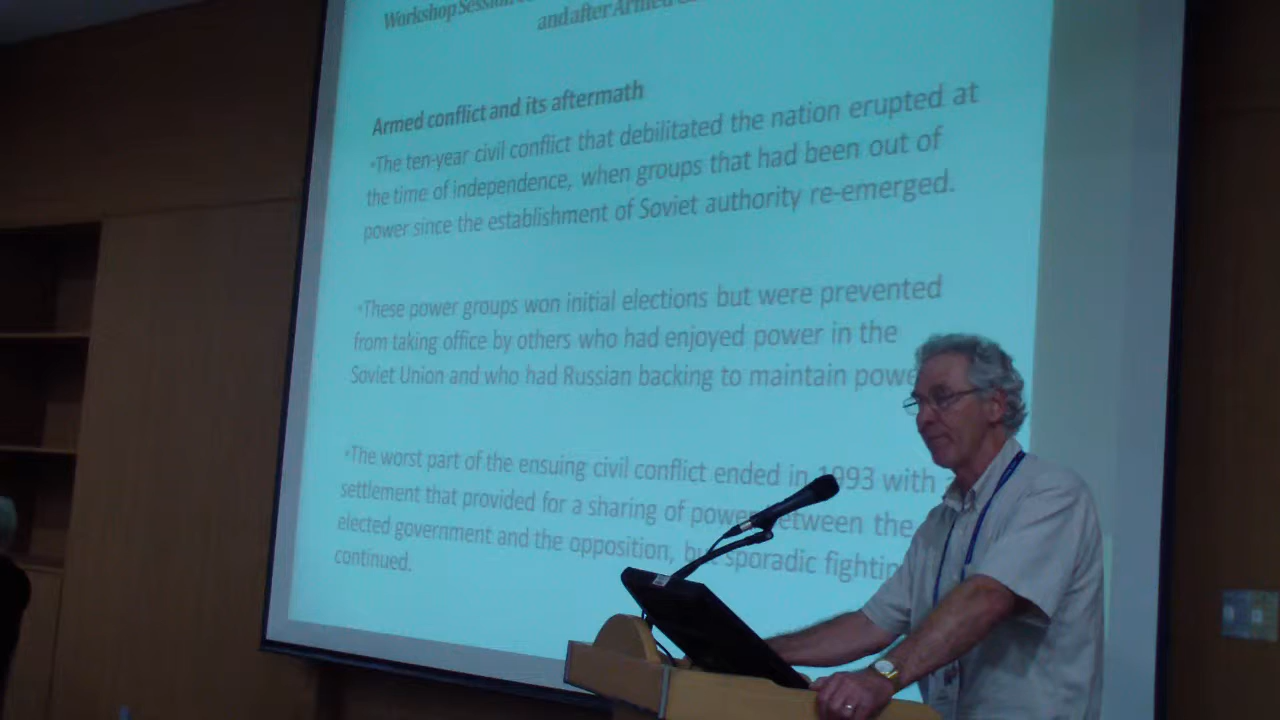 Workshop Session
and after Armed
Armed conflict and its aftermath
•The ten-year civil conflict that debilitated the nation erupted at
the time of independence, when groups that had been out of
power since the establishment of Soviet authority re-emerged.
•These power groups won initial elections but were prevented
from taking office by others who had enjoyed power in the
Soviet Union and who had Russian backing to maintain power
•The worst part of the ensuing civil conflict ended in 1993 with
settlement that provided for a sharing of power between the
elected government and the opposition, but sporadic fighting
continued.